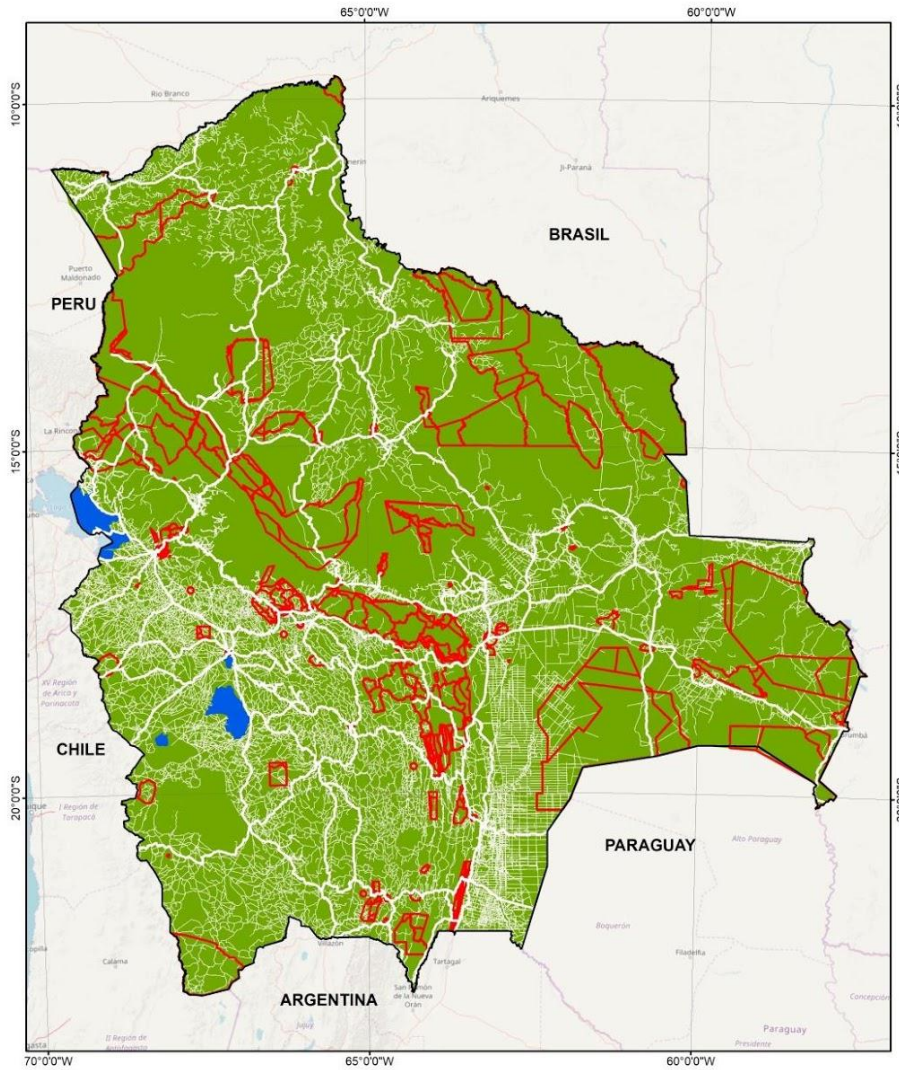 65°0'0"W
60°0'0"W
10°0'0"S
Rio Branco
Ariquemes
Ji-Paraná
BRASIL
Puerto
Maldonado
PERU
La Rincon
15°0'0"S
XV Región
de Arica y
Parinacota
CHILE
I Región de
Tarapacá
20°0'0"S
PARAGUAY
Alto Paraguay
Boquerón
Filadelfia
Villazón
Tartagal
Calama
San Ramón
de la Nueva
Orán
ARGENTINA
Jujuy
Concepción
II Región de
Antofagasta
Paraguay
Presidente
70°0'0"W
65°0'0"W
60°0'0"W